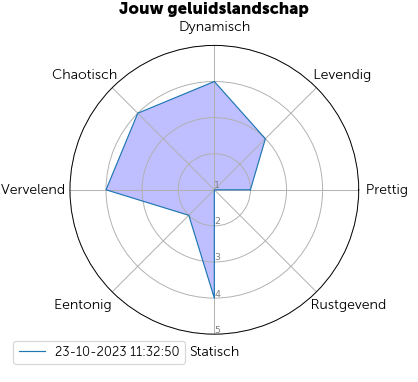 Jouw geluidslandschap
Dynamisch
Chaotisch
Levendig
Vervelend
1
Prettig
2
3
4
Eentonig
Rustgevend
5
23-10-2023 11:32:50
Statisch